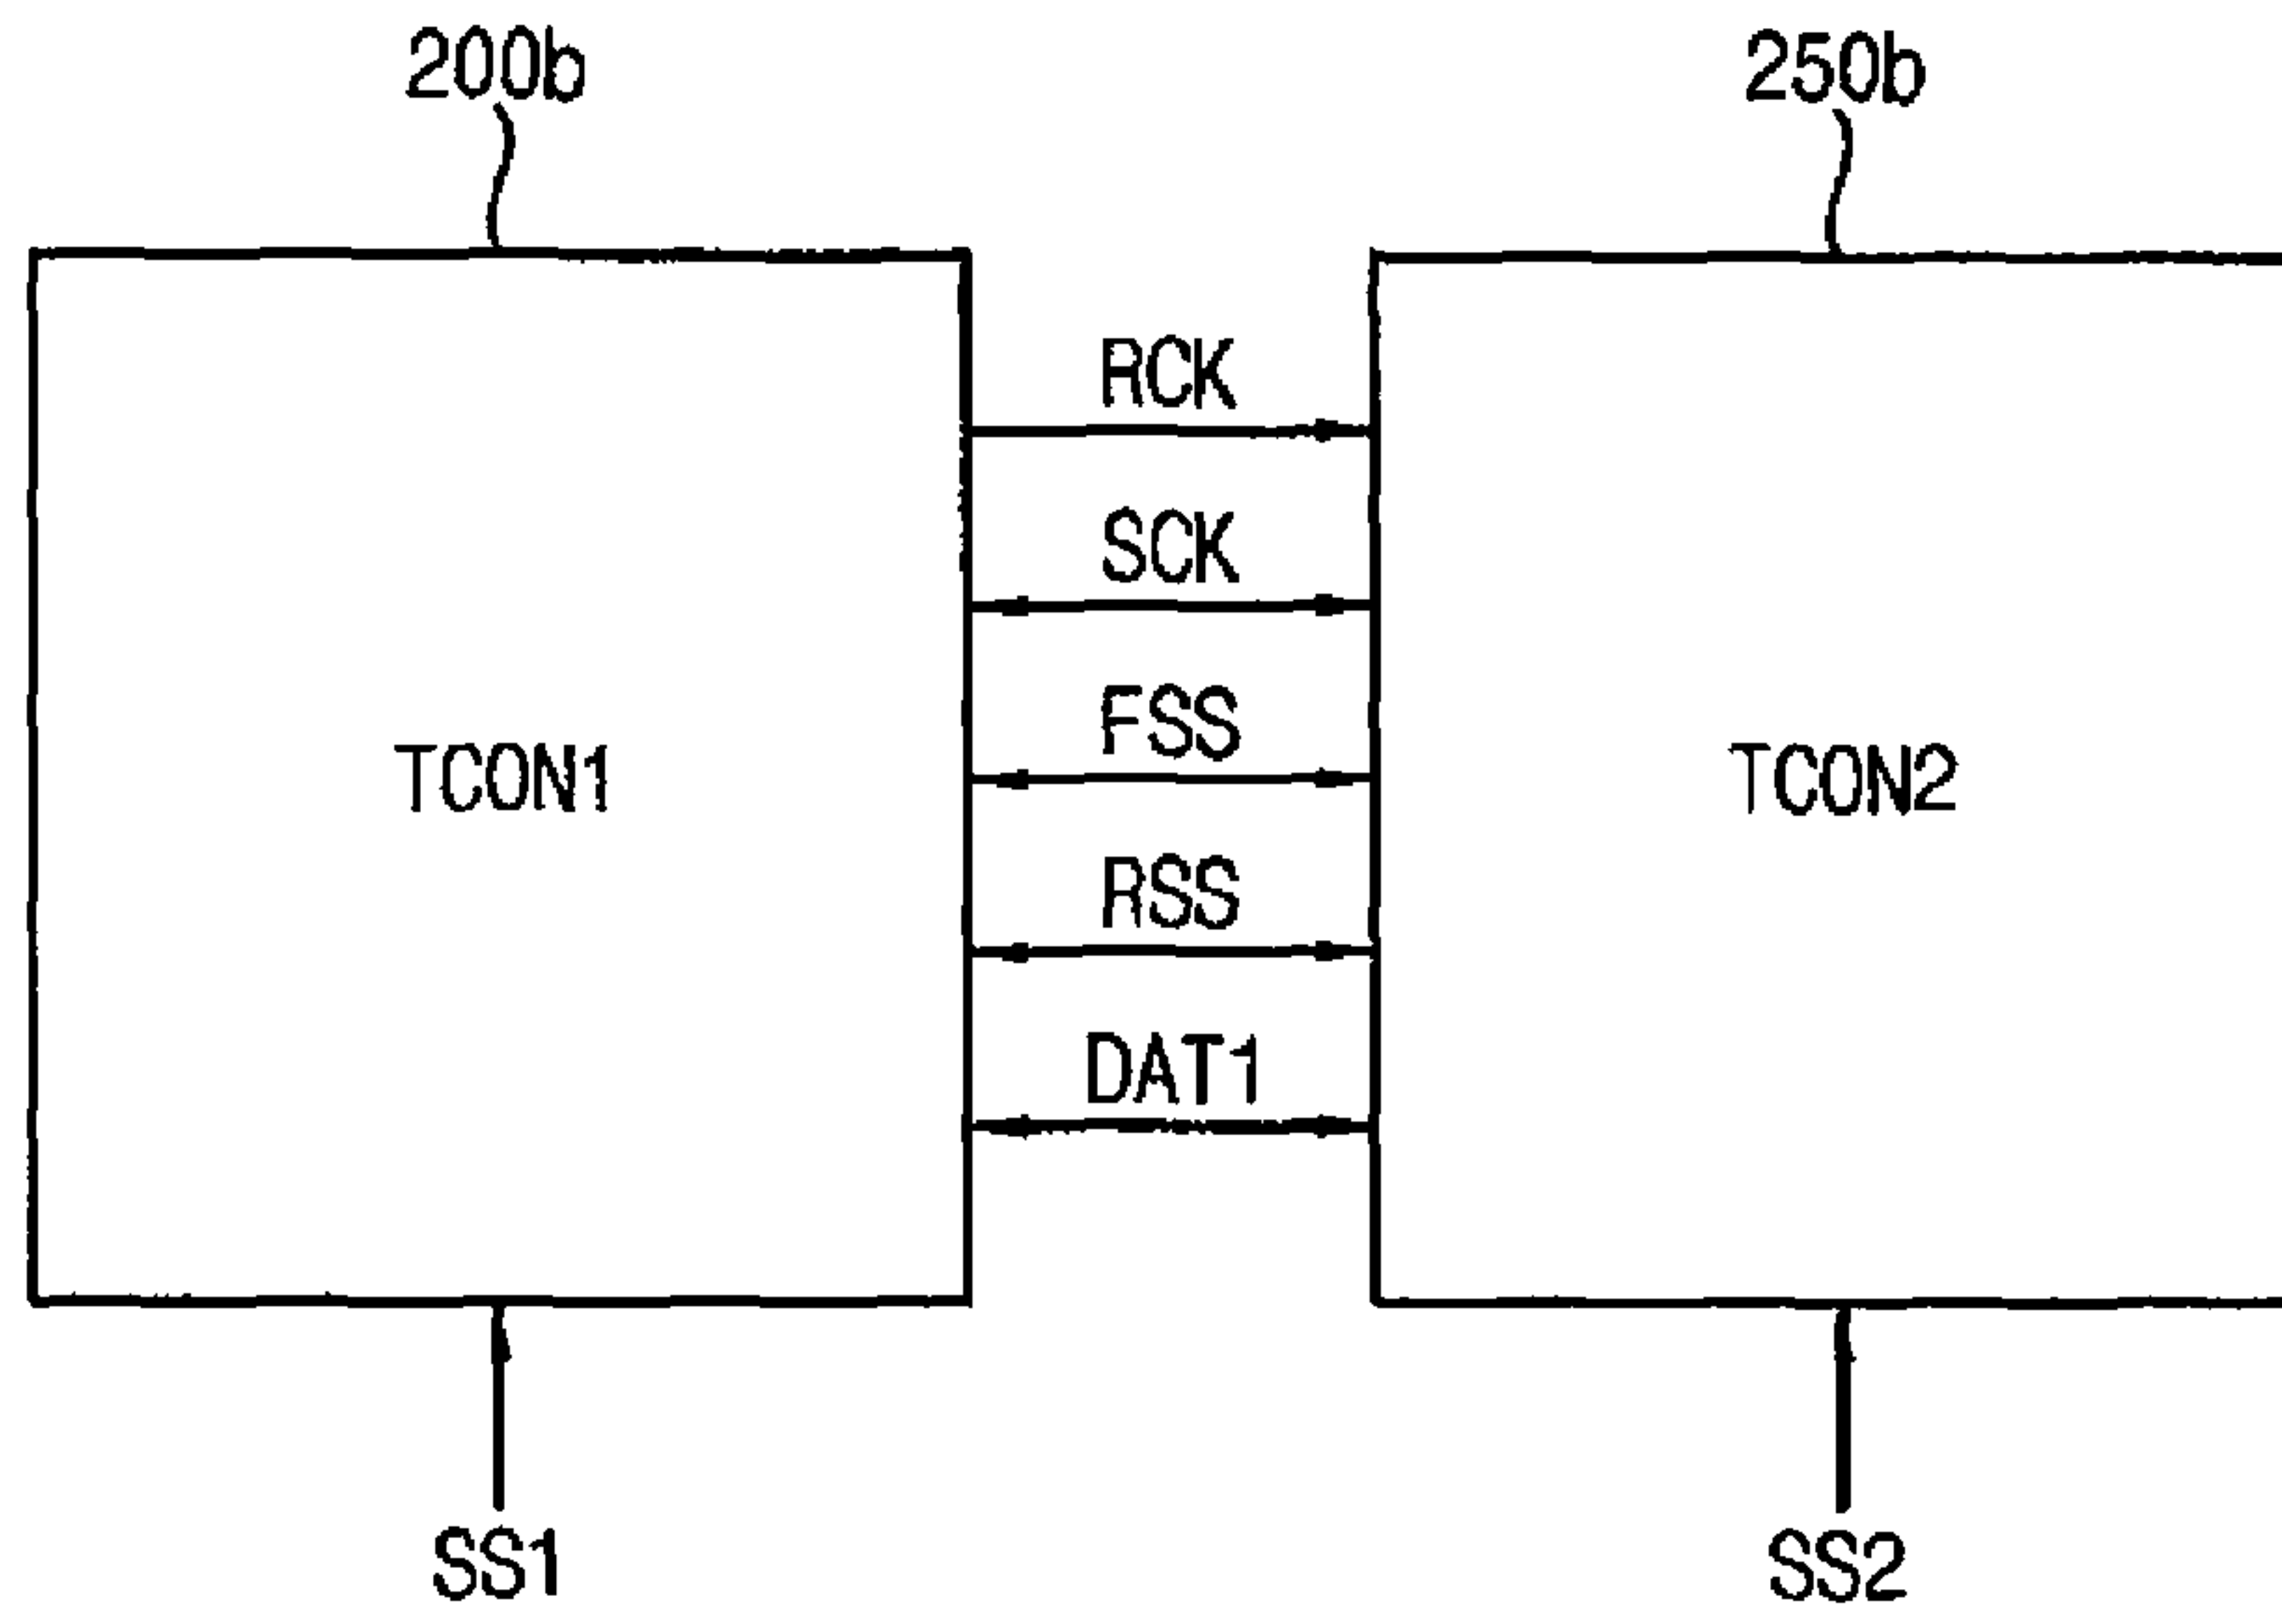 200b
250b
RCK
SCK
FSS
TCON1
TCON2
RSS
DAT1
SS1
SS2